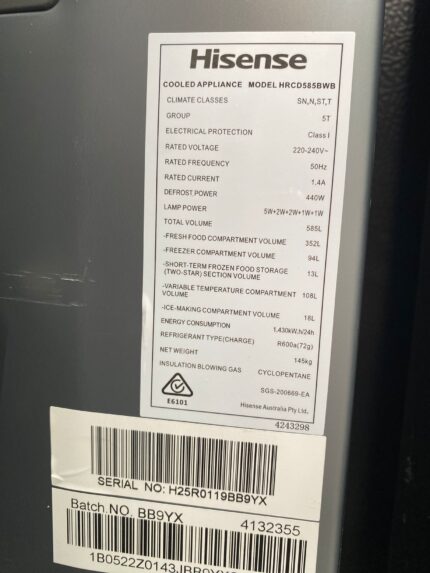 Hisense
COOLED APPLIANCE MODEL HRCD585BWB
CLIMATE CLASSES SN,N,ST,T
GROUP 5T
ELECTRICAL PROTECTION Class I
RATED VOLTAGE 220-240V~
RATED FREQUENCY 50Hz
RATED CURRENT 1.4A
DEFROST POWER 440W
LAMP POWER 5W+2W+2W+1W+1W
TOTAL VOLUME 585L
-FRESH FOOD COMPARTMENT VOLUME 352L
-FREEZER COMPARTMENT VOLUME 94L
-SHORT-TERM FROZEN FOOD STORAGE 13L
(TWO-STAR) SECTION VOLUME
-VARIABLE TEMPERATURE COMPARTMENT 108L
VOLUME
-ICE-MAKING COMPARTMENT VOLUME 18L
ENERGY CONSUMPTION 1.430kW.h/24h
REFRIGERANT TYPE(CHARGE) R600a(72g)
NET WEIGHT 145kg
INSULATION BLOWING GAS CYCLOPENTANE
SGS-200669-EA
E6101
Hisense Australia Pty Ltd.
4243298
SERIAL NO: H25R0119BB9YX
Batch.NO. BB9YX 4132355